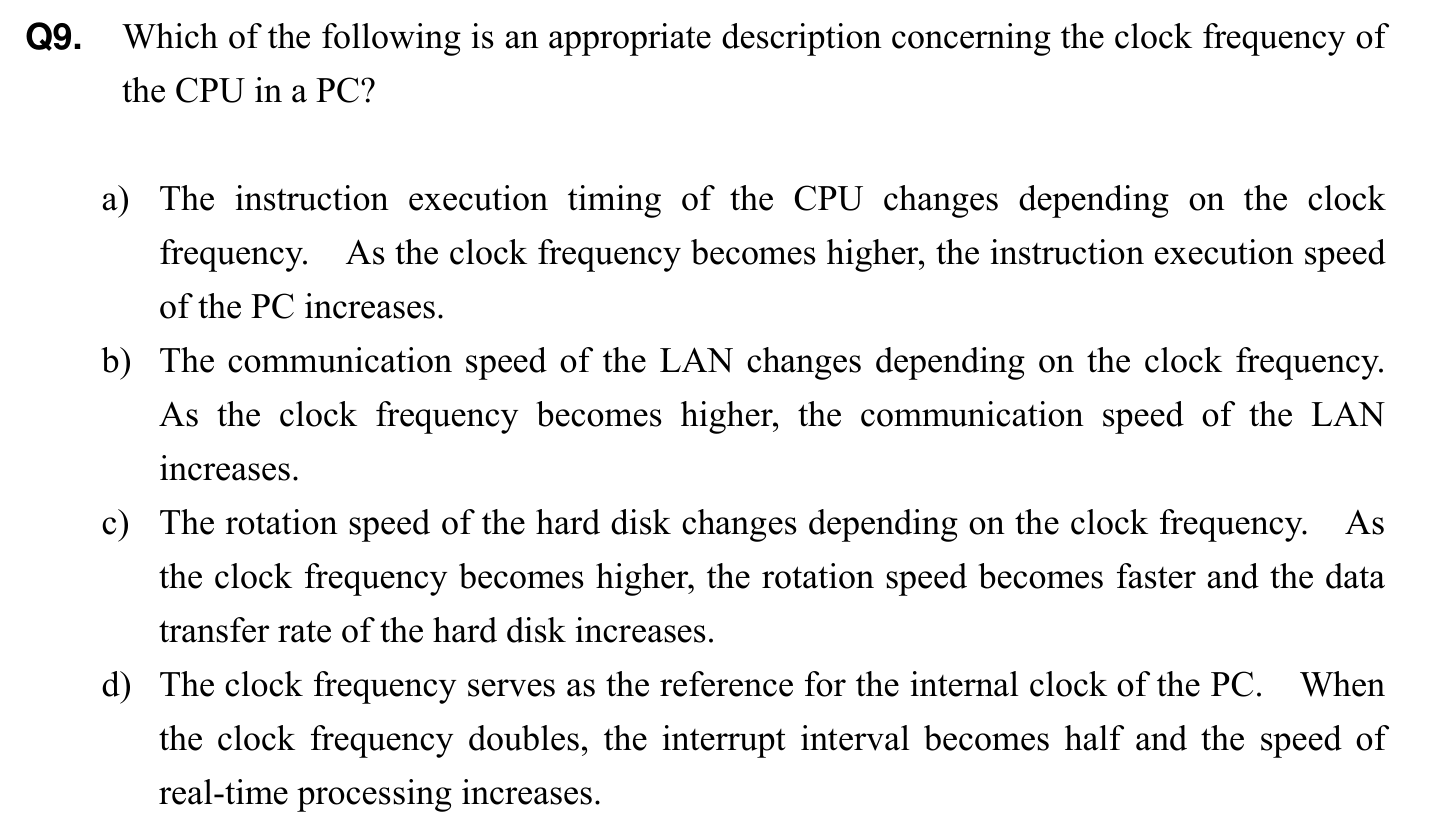 Q9. Which of the following is an appropriate description concerning the clock frequency of
the CPU in a PC?
a) The instruction execution timing of the CPU changes depending on the clock
frequency. As the clock frequency becomes higher, the instruction execution speed
of the PC increases.
b) The communication speed of the LAN changes depending on the clock frequency.
As the clock frequency becomes higher, the communication speed of the LAN
increases.
c) The rotation speed of the hard disk changes depending on the clock frequency. As
the clock frequency becomes higher, the rotation speed becomes faster and the data
transfer rate of the hard disk increases.
d) The clock frequency serves as the reference for the internal clock of the PC. When
the clock frequency doubles, the interrupt interval becomes half and the speed of
real-time processing increases.